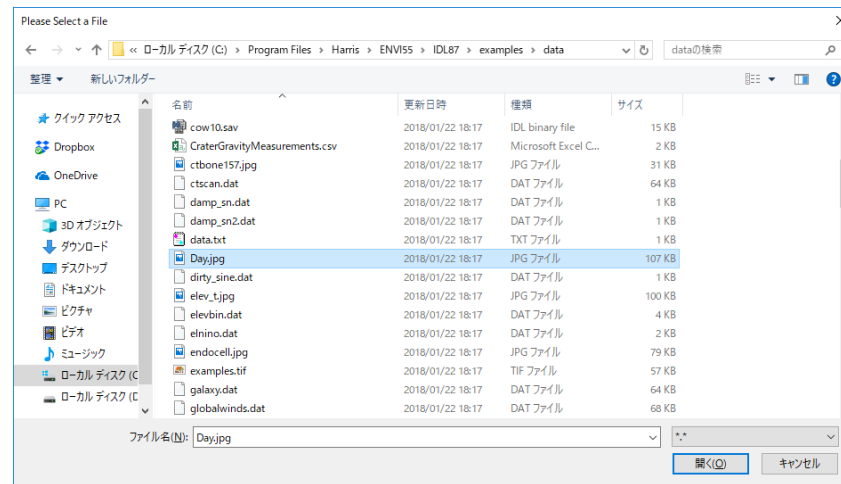 Please Select a File
« ローカル ディスク (C:) › Program Files › Harris › ENVI55 › IDL87 › examples › data
dataの検索
整理 新しいフォルダー
名前 更新日時 種類 サイズ
クイック アクセス
Dropbox
OneDrive
PC
3D オブジェクト
ダウンロード
デスクトップ
ドキュメント
ピクチャ
ビデオ
ミュージック
ローカル ディスク (C
ローカル ディスク (D
cow10.sav 2018/01/22 18:17 IDL binary file 15 KB
CraterGravityMeasurements.csv 2018/01/22 18:17 Microsoft Excel C... 2 KB
ctbone157.jpg 2018/01/22 18:17 JPG ファイル 31 KB
ctscan.dat 2018/01/22 18:17 DAT ファイル 64 KB
damp_sn.dat 2018/01/22 18:17 DAT ファイル 1 KB
damp_sn2.dat 2018/01/22 18:17 DAT ファイル 1 KB
data.txt 2018/01/22 18:17 TXT ファイル 1 KB
Day.jpg 2018/01/22 18:17 JPG ファイル 107 KB
dirty_sine.dat 2018/01/22 18:17 DAT ファイル 1 KB
elev_t.jpg 2018/01/22 18:17 JPG ファイル 100 KB
elevbin.dat 2018/01/22 18:17 DAT ファイル 4 KB
elnino.dat 2018/01/22 18:17 DAT ファイル 2 KB
endocell.jpg 2018/01/22 18:17 JPG ファイル 79 KB
examples.tif 2018/01/22 18:17 TIF ファイル 57 KB
galaxy.dat 2018/01/22 18:17 DAT ファイル 64 KB
globalwinds.dat 2018/01/22 18:17 DAT ファイル 68 KB
ファイル名(N): Day.jpg *.*
開く(O) キャンセル